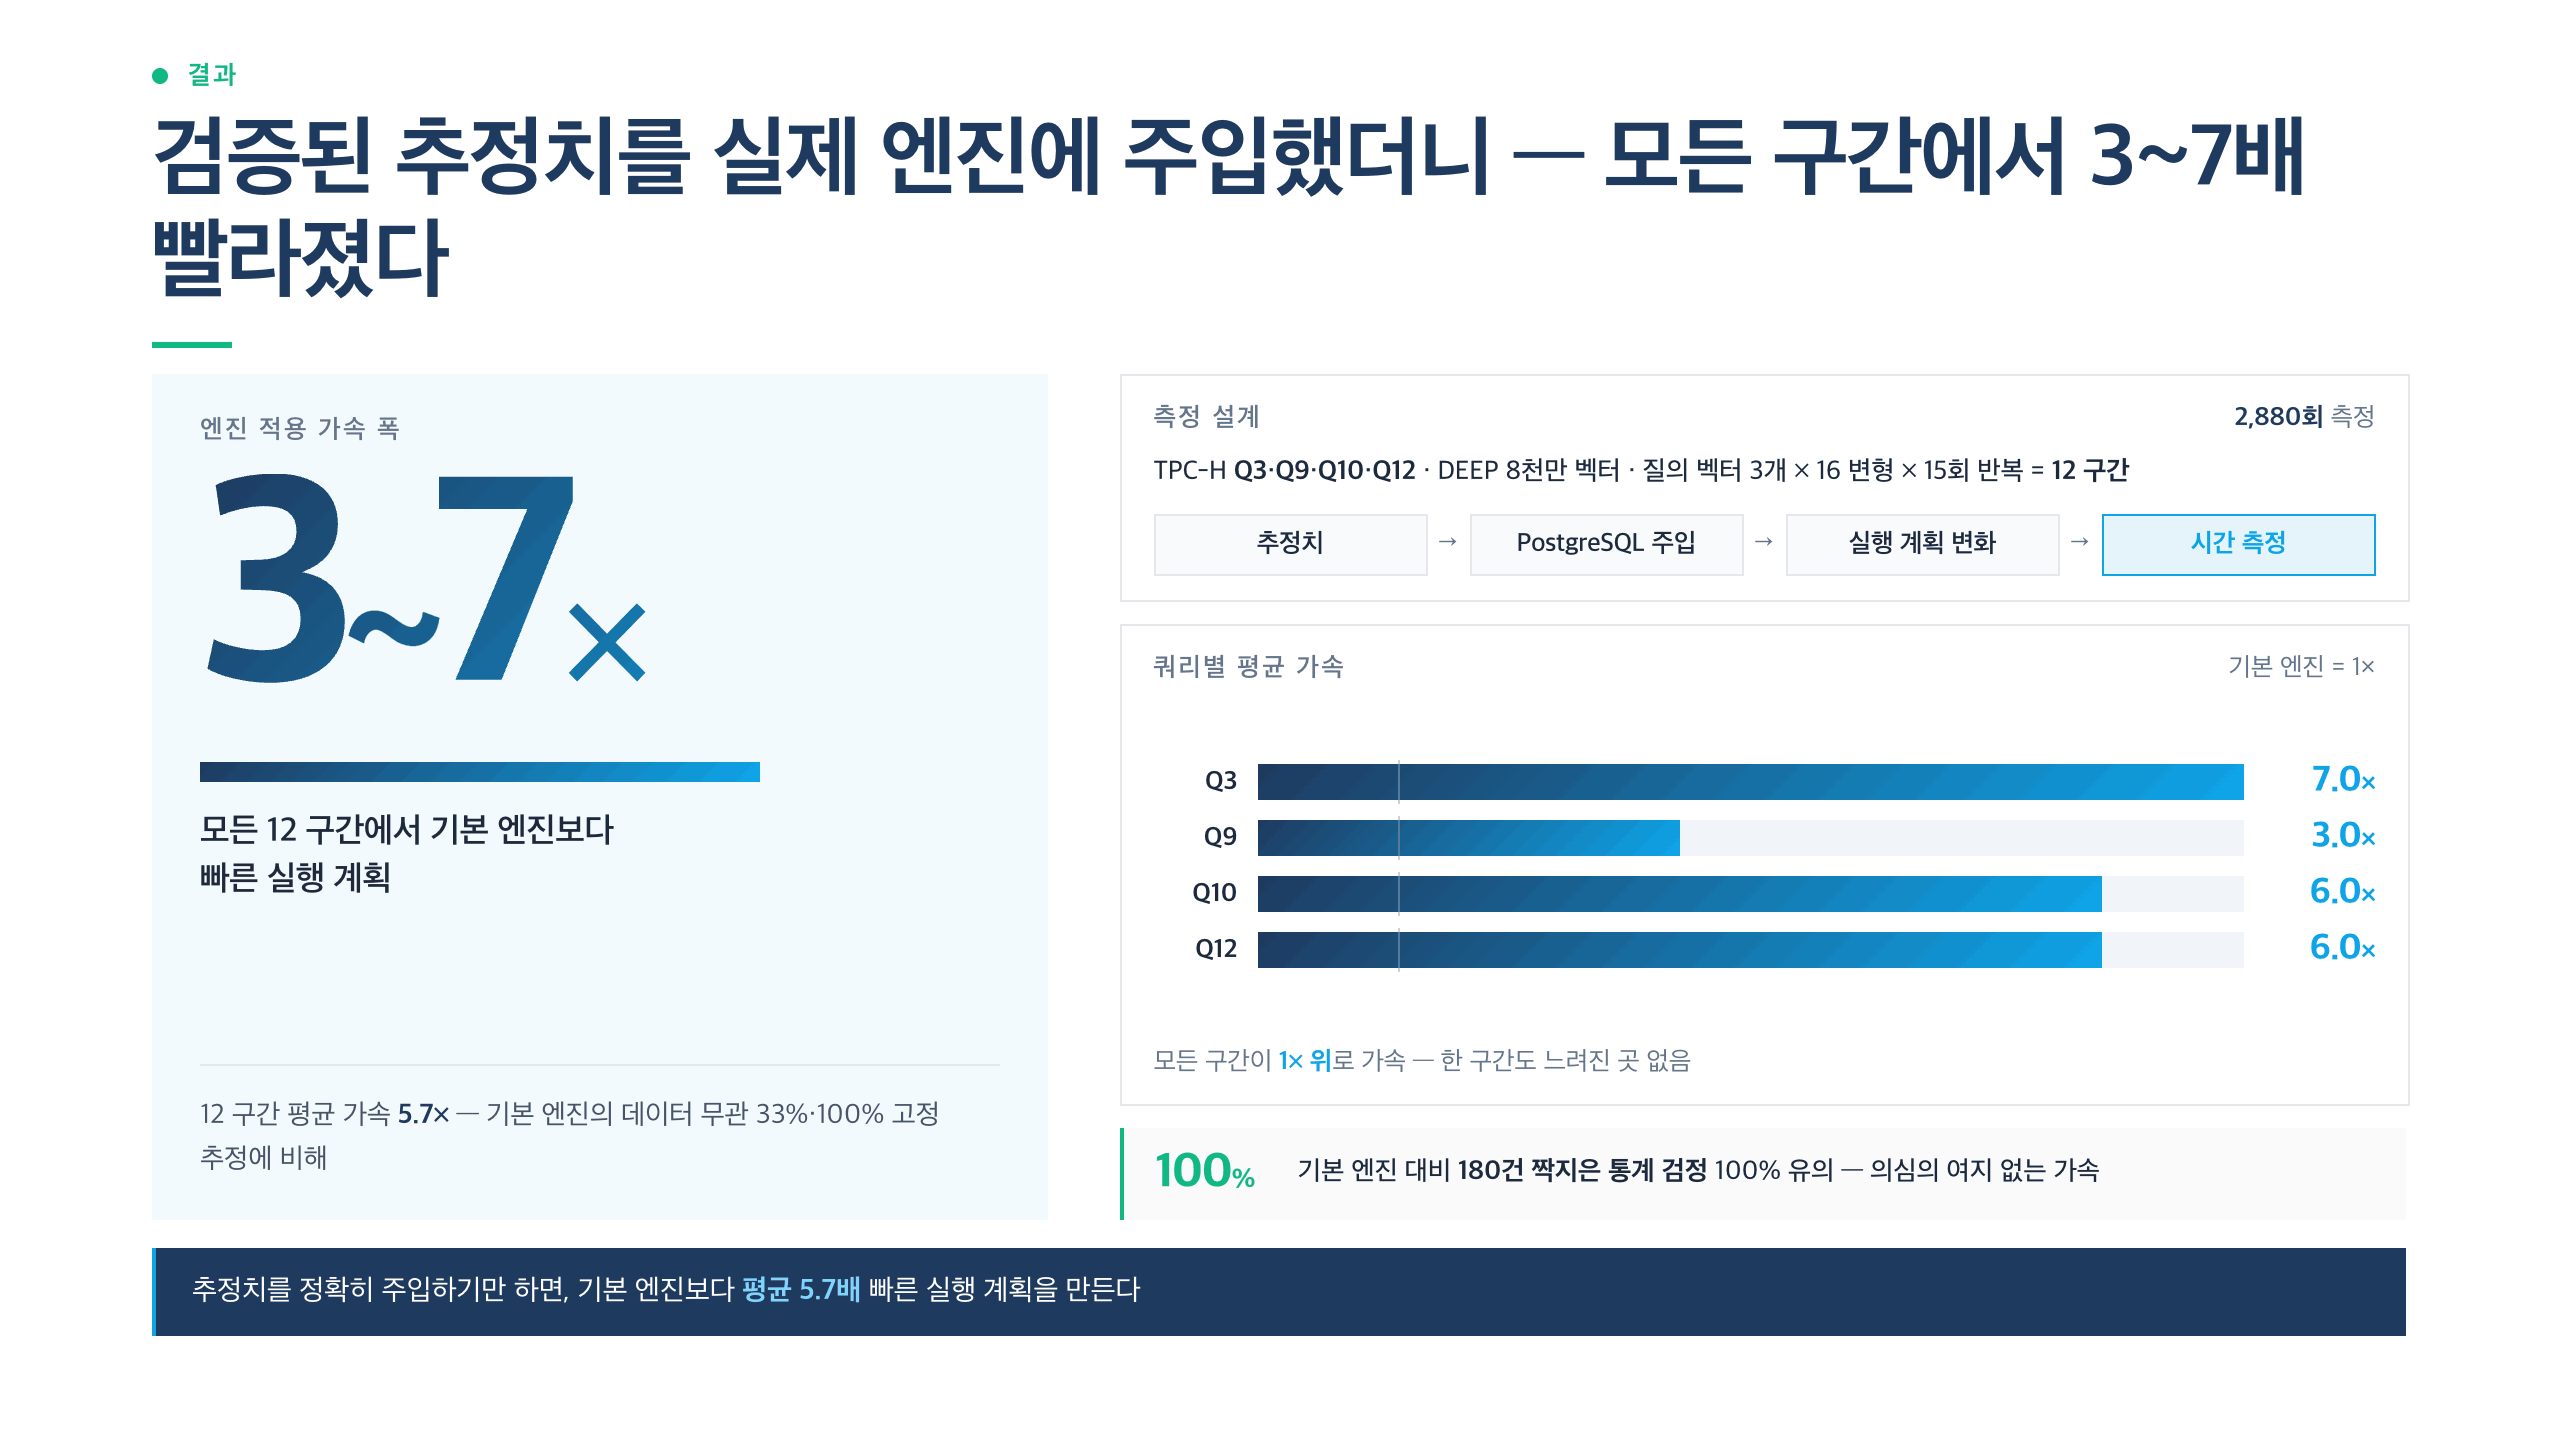 결과
검증된 추정치를 실제 엔진에 주입했더니 — 모든 구간에서 3~7배
빨라졌다
엔진 적용 가속 폭
3~7×
모든 12 구간에서 기본 엔진보다
빠른 실행 계획
12 구간 평균 가속 5.7× — 기본 엔진의 데이터 무관 33%·100% 고정
추정에 비해
측정 설계
2,880회 측정
TPC-H Q3·Q9·Q10·Q12 · DEEP 8천만 벡터 · 질의 벡터 3개 × 16 변형 × 15회 반복 = 12 구간
추정치 → PostgreSQL 주입 → 실행 계획 변화 → 시간 측정
쿼리별 평균 가속
기본 엔진 = 1×
Q3 7.0×
Q9 3.0×
Q10 6.0×
Q12 6.0×
모든 구간이 1× 위로 가속 — 한 구간도 느려진 곳 없음
100% 기본 엔진 대비 180건 짝지은 통계 검정 100% 유의 — 의심의 여지 없는 가속
추정치를 정확히 주입하기만 하면, 기본 엔진보다 평균 5.7배 빠른 실행 계획을 만든다